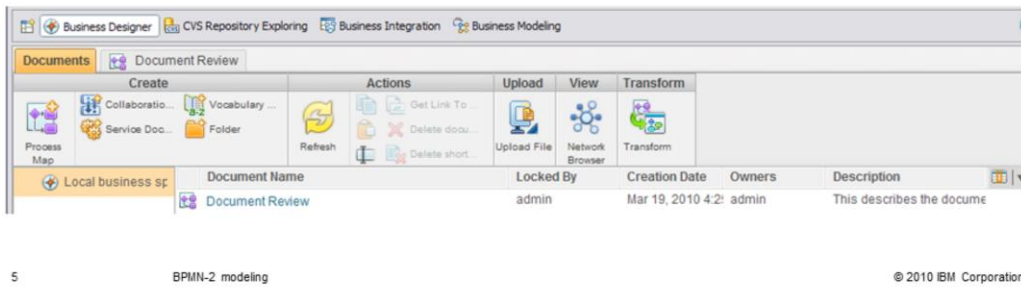 Business Designer CVS Repository Exploring Business Integration Business Modeling
Documents Document Review
Create Actions Upload View Transform
Collaboratio... Vocabulary ... Get Link To ...
Service Doc... Folder Delete docu...
Process Map Refresh Delete short... Upload File Network Browser Transform
Local business sp Document Name Locked By Creation Date Owners Description
Document Review admin Mar 19, 2010 4:2 admin This describes the docume
5 BPMN-2 modeling © 2010 IBM Corporation